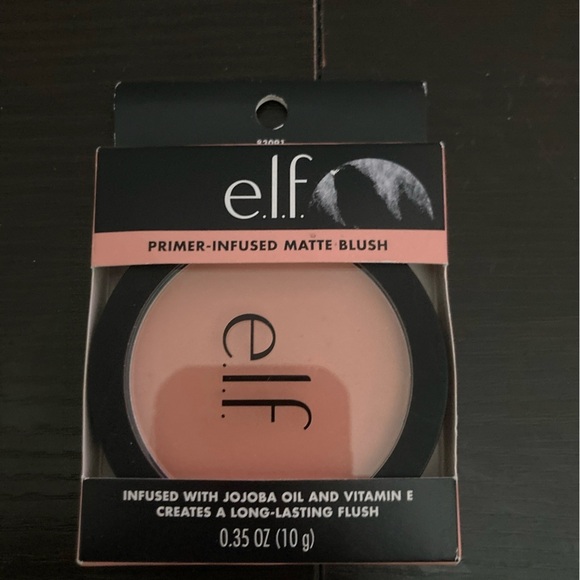 e.l.f.
PRIMER-INFUSED MATTE BLUSH
e.l.f.
INFUSED WITH JOJOBA OIL AND VITAMIN E
CREATES A LONG-LASTING FLUSH
0.35 OZ (10 g)